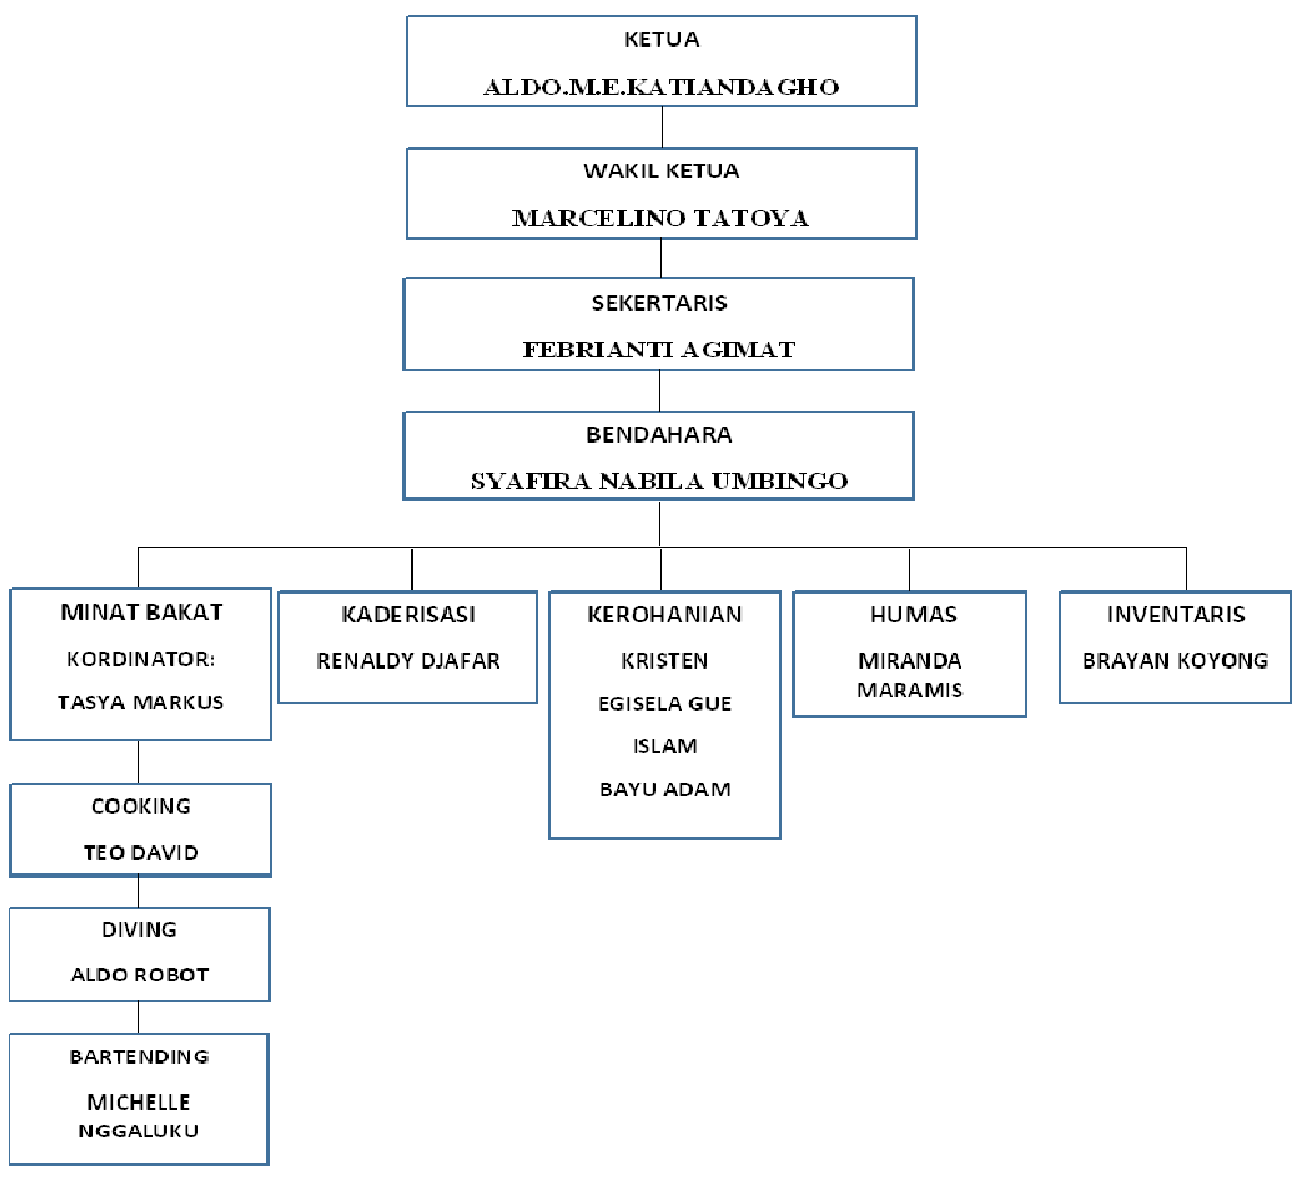 KETUA
ALDO.M.E.KATIANDAGHO
WAKIL KETUA
MARCELINO TATOYA
SEKERTARIS
FEBRIANTI AGIMAT
BENDAHARA
SYAFIRA NABILA UMBINGO
MINAT BAKAT
KORDINATOR:
TASYA MARKUS
KADERISASI
RENALDY DJAFAR
KEROHANIAN
KRISTEN
EGISELA GUE
ISLAM
BAYU ADAM
HUMAS
MIRANDA
MARAMIS
INVENTARIS
BRAYAN KOYONG
COOKING
TEO DAVID
DIVING
ALDO ROBOT
BARTENDING
MICHELLE
NGGALUKU